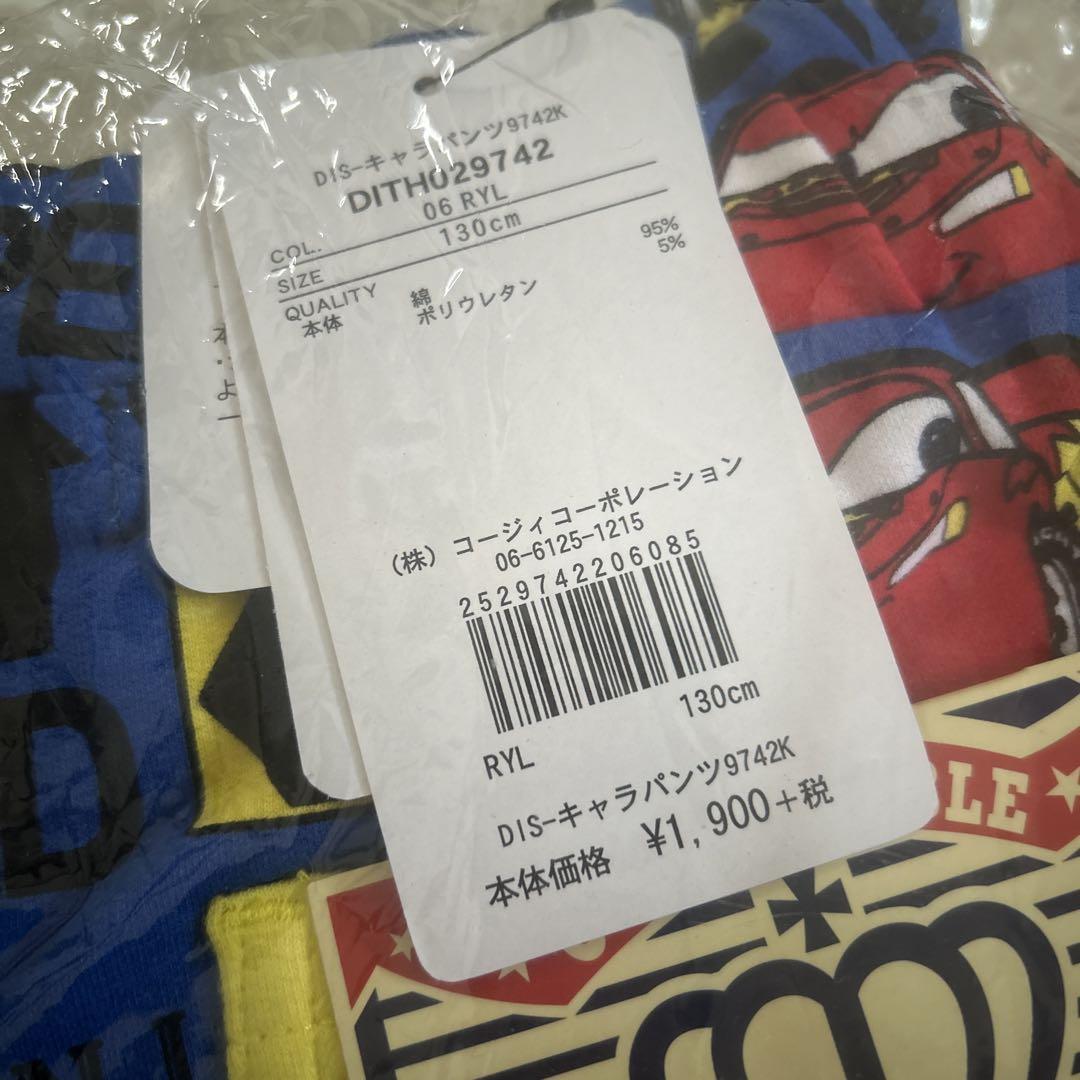 DIS-キャラパンツ9742K
DITH029742
COL. 06 RYL
SIZE 130cm
QUALITY
本体 綿 95%
ポリウレタン 5%
(株) コージィコーポレーション
06-6125-1215
2529742206085
130cm
RYL
DIS-キャラパンツ9742K
本体価格 ¥1,900+税
よ
D
BLE